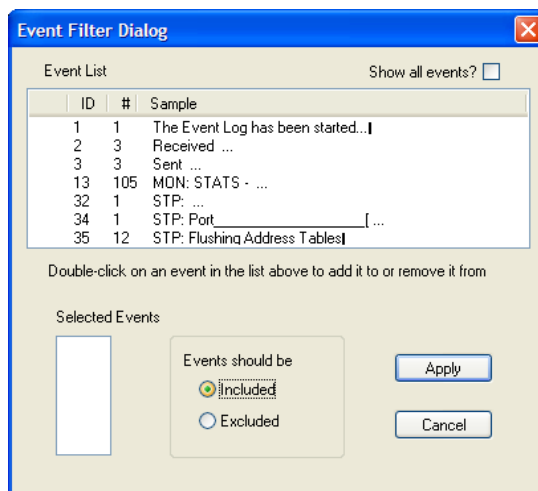 Event Filter Dialog
Event List Show all events?
ID # Sample
1 1 The Event Log has been started...
2 3 Received ...
3 3 Sent ...
13 105 MON: STATS - ...
32 1 STP: ...
34 1 STP: Port____________________[ ...
35 12 STP: Flushing Address Tables
Double-click on an event in the list above to add it to or remove it from
Selected Events
Events should be
Included
Excluded
Apply
Cancel